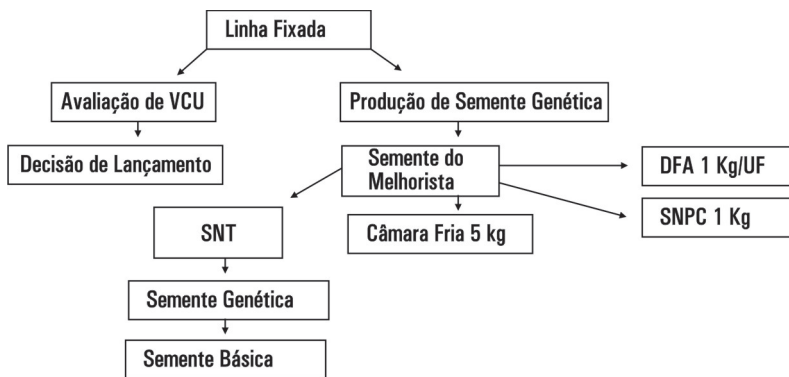 Linha Fixada
Avaliação de VCU
Produção de Semente Genética
Decisão de Lançamento
Semente do
Melhorista
DFA 1 Kg/UF
SNPC 1 Kg
SNT
Câmara Fria 5 kg
Semente Genética
Semente Básica